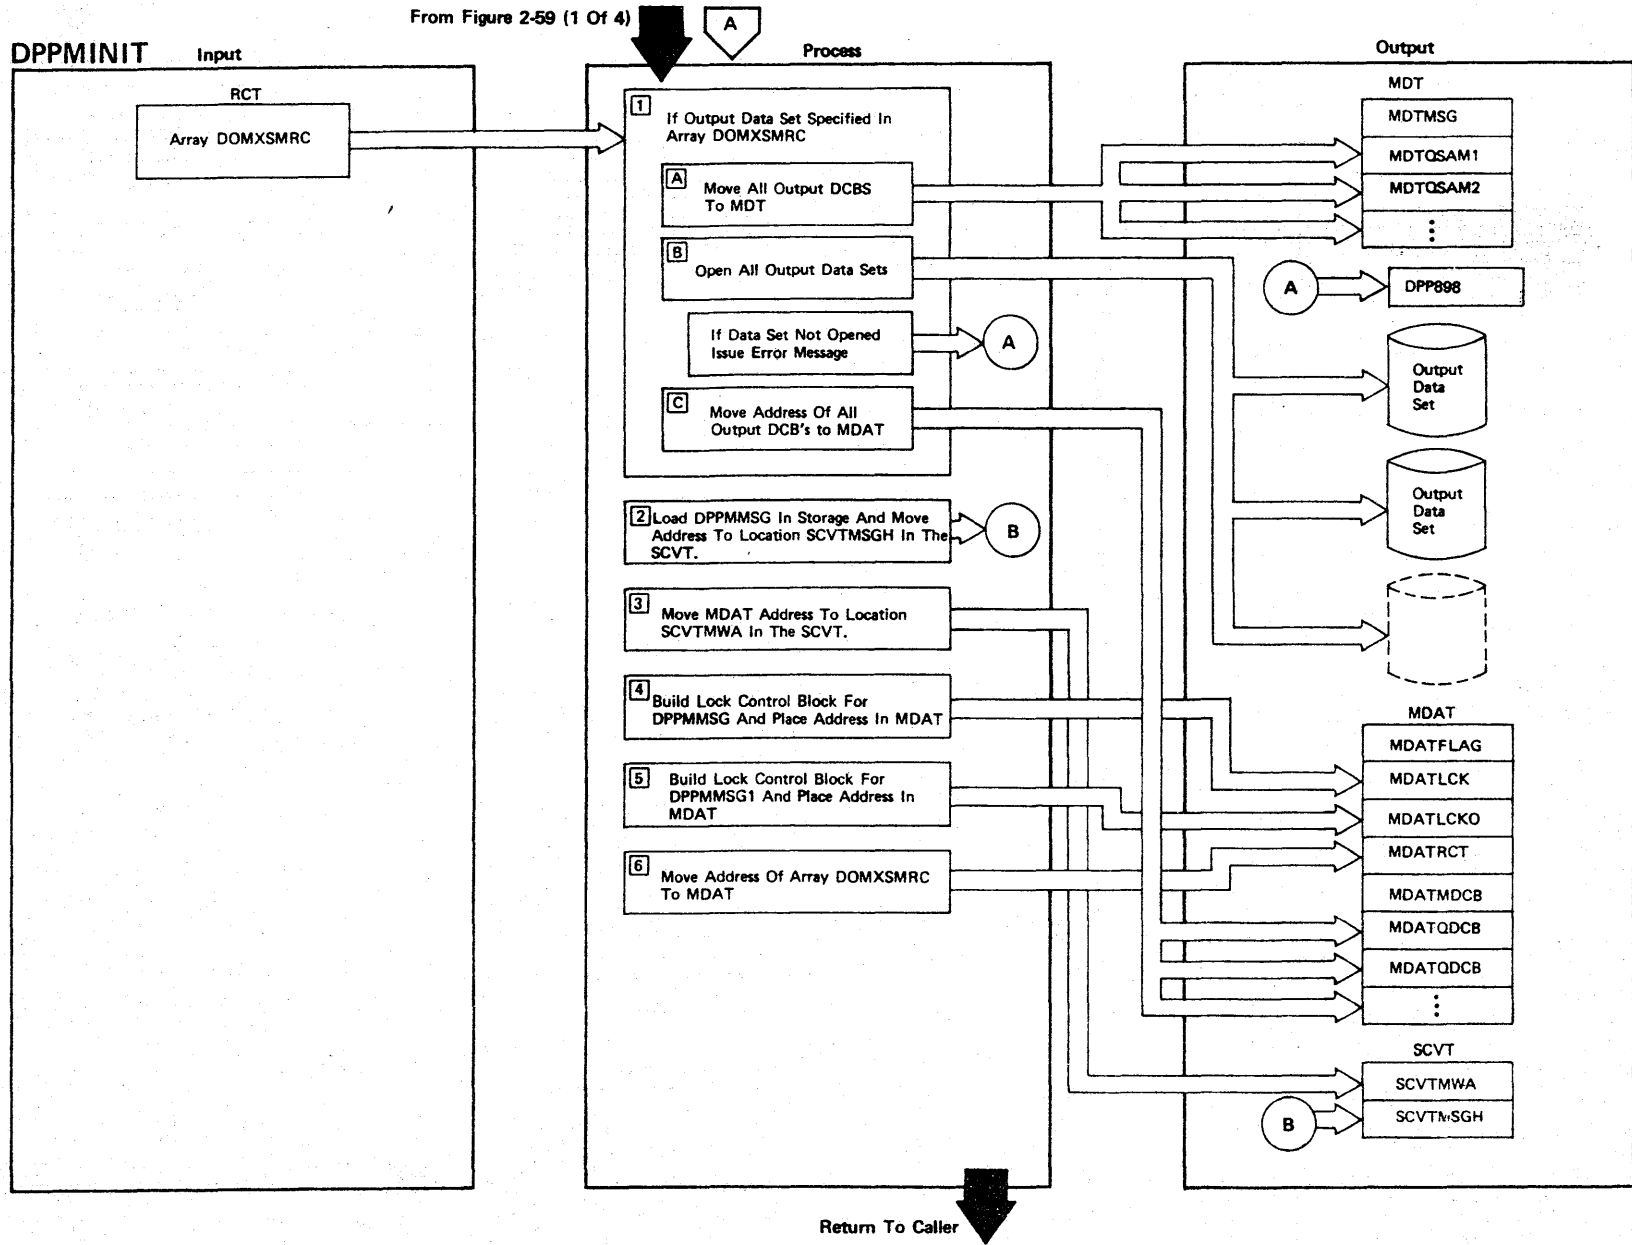 From Figure 2-59 (1 Of 4)
A
DPPMINIT
Input
Process
Output
RCT
Array DOMXSMRC
1
If Output Data Set Specified In
Array DOMXSMRC
A
Move All Output DCBS
To MDT
B
Open All Output Data Sets
If Data Set Not Opened
Issue Error Message
A
C
Move Address Of All
Output DCB's to MDAT
2
Load DPPMMSG In Storage And Move
Address To Location SCVTMSGH In The
SCVT.
B
3
Move MDAT Address To Location
SCVTMWA In The SCVT.
4
Build Lock Control Block For
DPPMMSG And Place Address In MDAT
5
Build Lock Control Block For
DPPMMSG1 And Place Address In
MDAT
6
Move Address Of Array DOMXSMRC
To MDAT
MDT
MDTMSG
MDTQSAM1
MDTQSAM2
A
DPP898
Output
Data
Set
Output
Data
Set
MDAT
MDATFLAG
MDATLCK
MDATLCKO
MDATRCT
MDATMDCB
MDATQDCB
MDATQDCB
SCVT
SCVTMWA
B
SCVTMSGH
Return To Caller